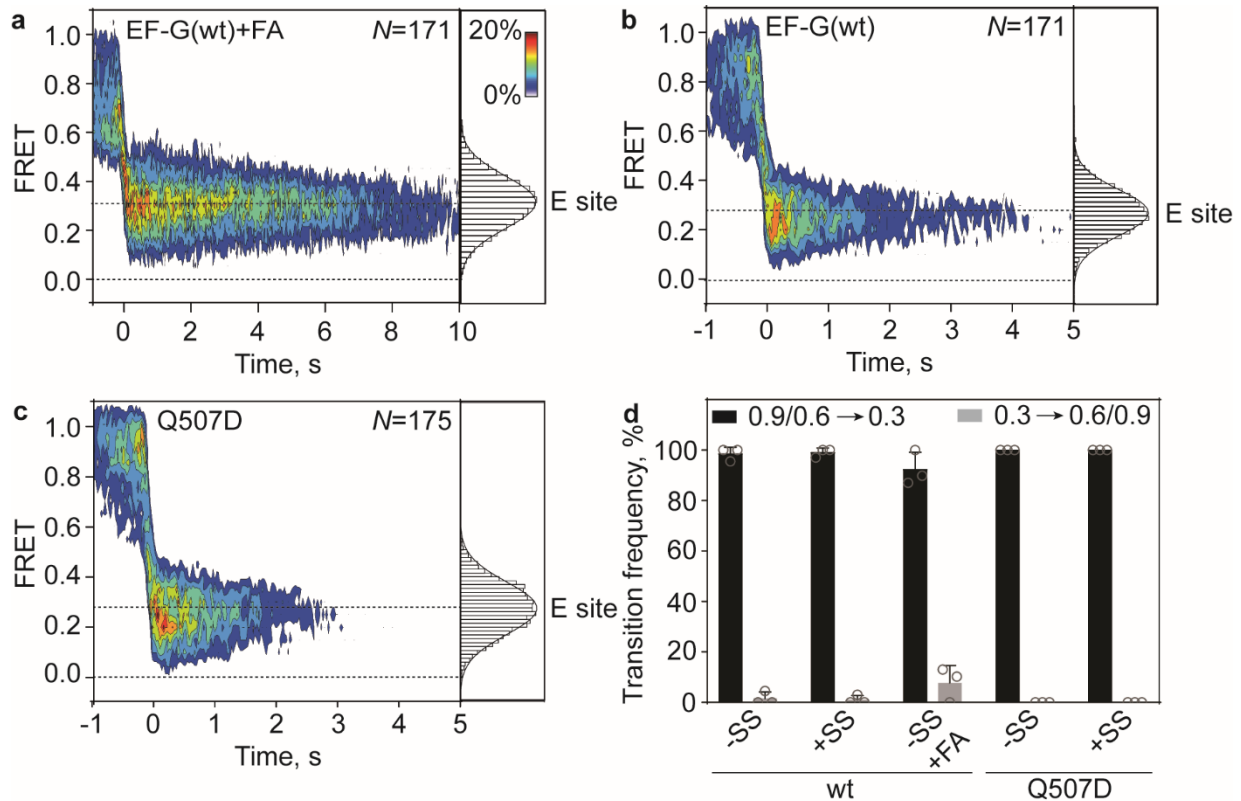 a
EF-G(wt)+FA
N=171
20%
0%
1.0
0.8
0.6
0.4
0.2
0.0
FRET
0 2 4 6 8 10
Time, s
E site
b
EF-G(wt)
N=171
1.0
0.8
0.6
0.4
0.2
0.0
FRET
-1 0 1 2 3 4 5
Time, s
E site
c
Q507D
N=175
1.0
0.8
0.6
0.4
0.2
0.0
FRET
-1 0 1 2 3 4 5
Time, s
E site
d
0.9/0.6 → 0.3
0.3 → 0.6/0.9
Transition frequency, %
100
80
60
40
20
0
-SS
+SS
-SS
+FA
-SS
+SS
wt
Q507D